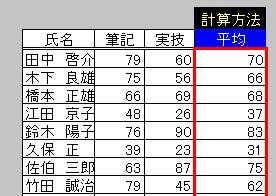 計算方法
氏名 筆記 実技 平均
田中 啓介 79 60 70
木下 良雄 75 56 66
橋本 正雄 66 69 68
江田 京子 48 26 37
鈴木 陽子 76 90 83
久保 正 39 23 31
佐伯 三郎 63 87 75
竹田 誠治 79 45 62